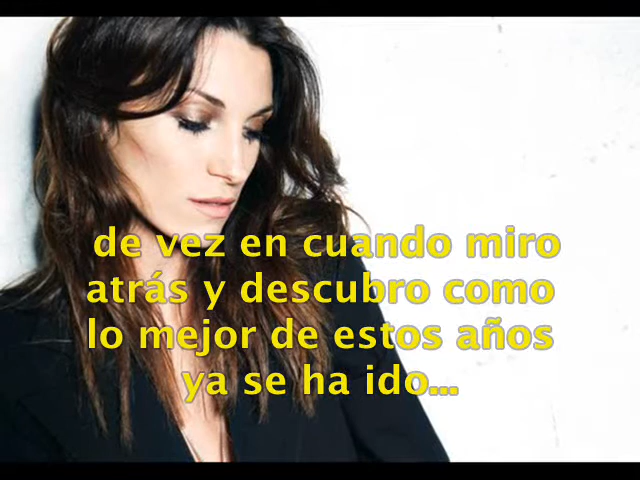 de vez en cuando miro
atrás y descubro como
lo mejor de estos años
ya se ha ido...